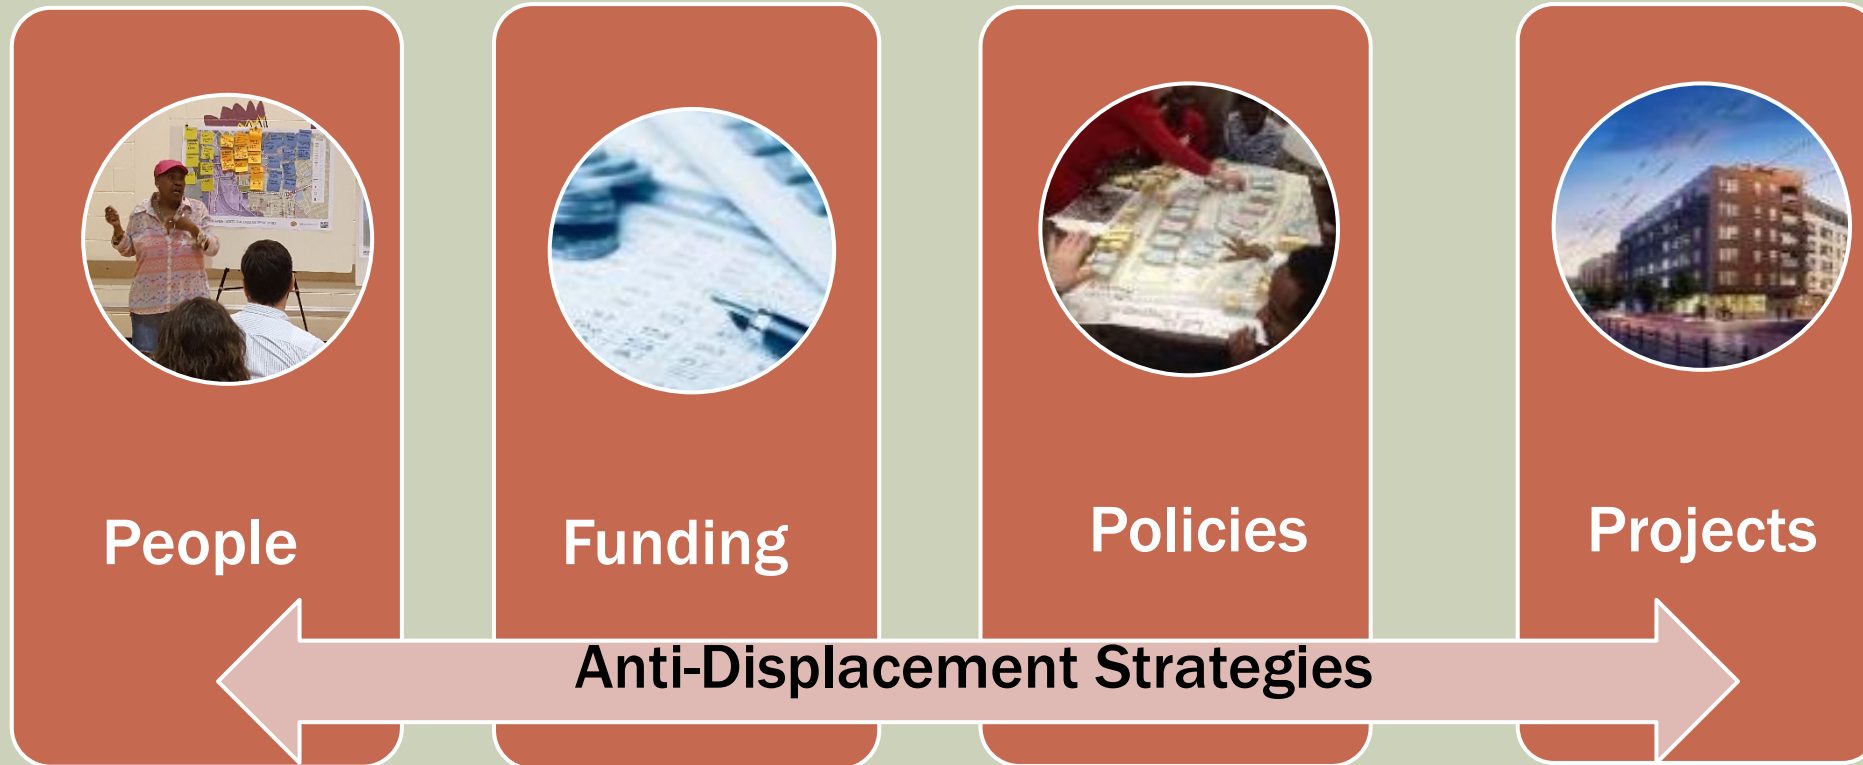 People
Funding
Policies
Projects
Anti-Displacement Strategies